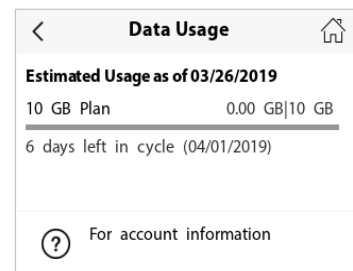 Data Usage
Estimated Usage as of 03/26/2019
10 GB Plan 0.00 GB|10 GB
6 days left in cycle (04/01/2019)
? For account information